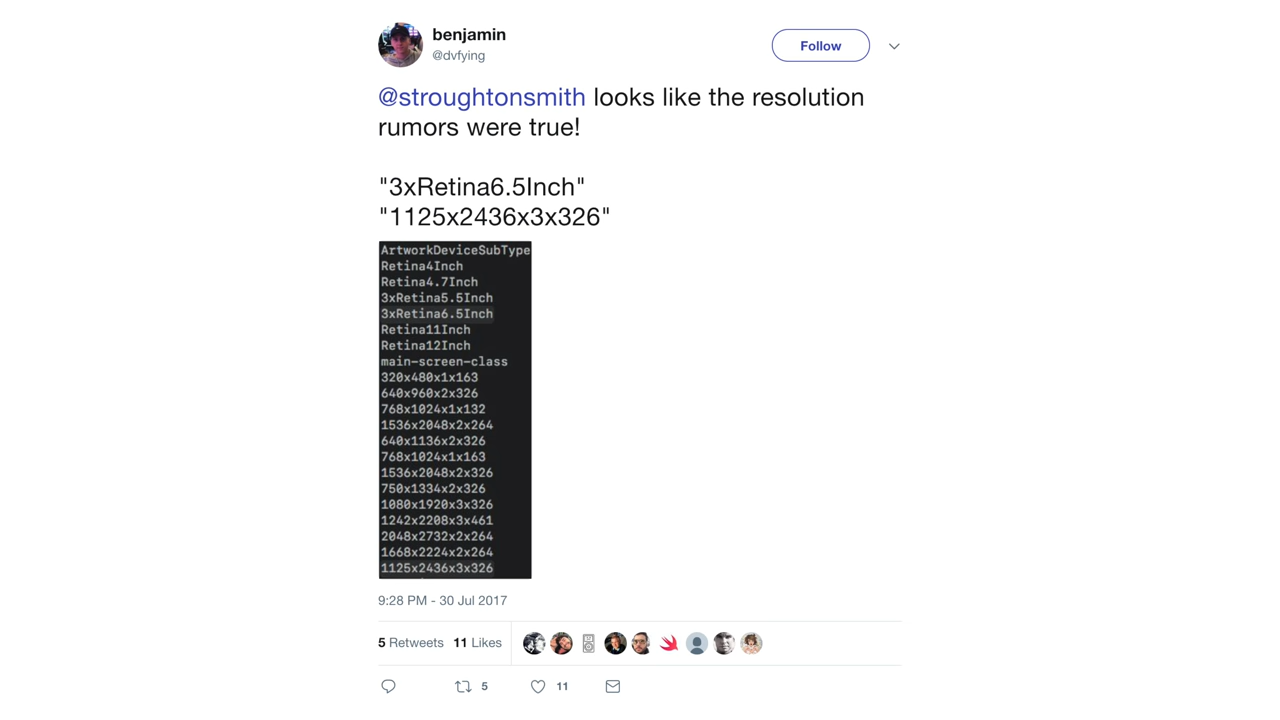 benjamin
@dvfying
Follow
@stroughtonsmith looks like the resolution
rumors were true!
"3xRetina6.5Inch"
"1125x2436x3x326"
ArtworkDeviceSubType
Retina4Inch
Retina4.7Inch
3xRetina5.5Inch
3xRetina6.5Inch
Retina11Inch
Retina12Inch
main-screen-class
320x480x1x163
640x960x2x326
768x1024x1x132
1536x2048x2x264
640x1136x2x326
768x1024x1x163
1536x2048x2x326
750x1334x2x326
1080x1920x3x326
1242x2208x3x461
2048x2732x2x264
1668x2224x2x264
1125x2436x3x326
9:28 PM - 30 Jul 2017
5 Retweets 11 Likes
5 11